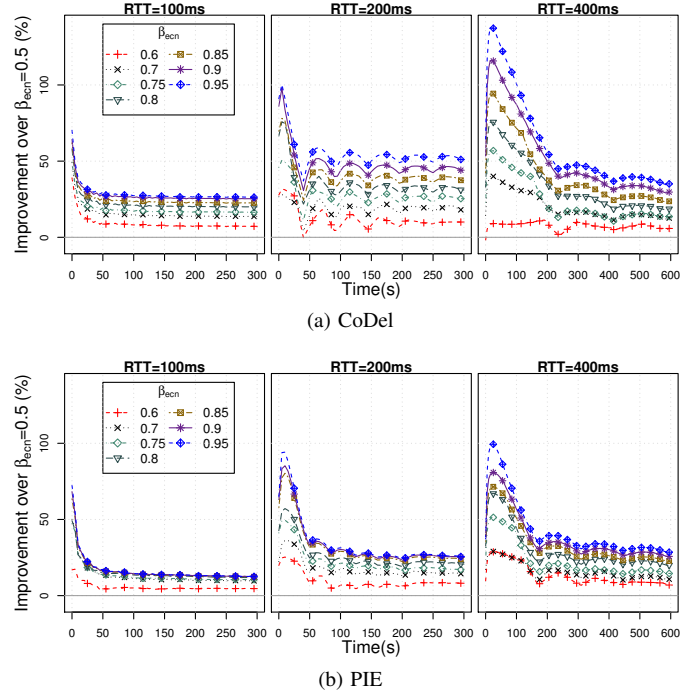 RTT=100ms RTT=200ms RTT=400ms
Improvement over βecn=0.5 (%)
0 50 100
βecn
0.6 0.85
0.7 0.9
0.75 0.95
0.8
0 50 100 150 200 250 300 0 50 100 150 200 250 300 0 100 200 300 400 500 600
Time(s)
(a) CoDel
RTT=100ms RTT=200ms RTT=400ms
Improvement over βecn=0.5 (%)
0 50 100
βecn
0.6 0.85
0.7 0.9
0.75 0.95
0.8
0 50 100 150 200 250 300 0 50 100 150 200 250 300 0 100 200 300 400 500 600
Time(s)
(b) PIE